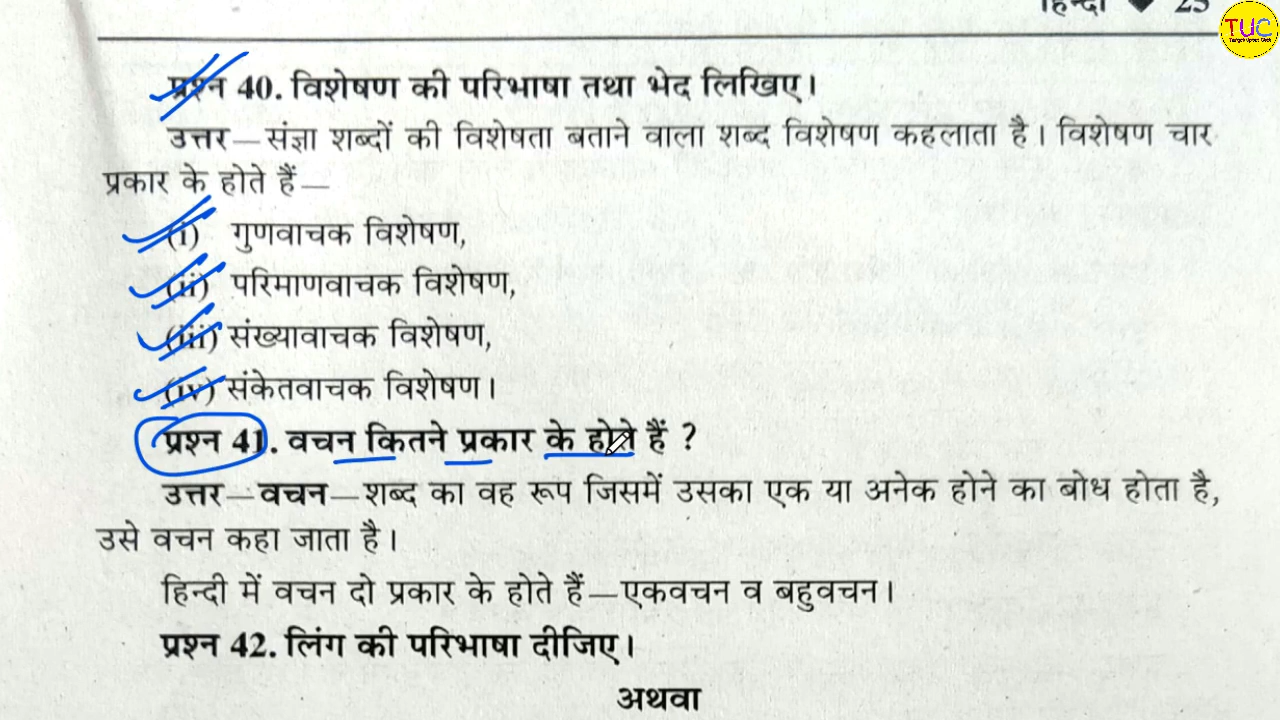 हिन्दी ♦ 25
TUC
प्रश्न 40. विशेषण की परिभाषा तथा भेद लिखिए।
उत्तर—संज्ञा शब्दों की विशेषता बताने वाला शब्द विशेषण कहलाता है। विशेषण चार
प्रकार के होते हैं—
(i) गुणवाचक विशेषण,
(ii) परिमाणवाचक विशेषण,
(iii) संख्यावाचक विशेषण,
(iv) संकेतवाचक विशेषण।
प्रश्न 41. वचन कितने प्रकार के होते हैं ?
उत्तर—वचन—शब्द का वह रूप जिसमें उसका एक या अनेक होने का बोध होता है,
उसे वचन कहा जाता है।
हिन्दी में वचन दो प्रकार के होते हैं—एकवचन व बहुवचन।
प्रश्न 42. लिंग की परिभाषा दीजिए।
अथवा